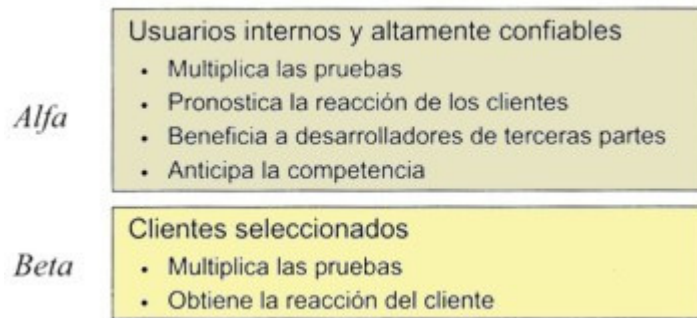 Alfa
Usuarios internos y altamente confiables
• Multiplica las pruebas
• Pronostica la reacción de los clientes
• Beneficia a desarrolladores de terceras partes
• Anticipa la competencia
Beta
Clientes seleccionados
• Multiplica las pruebas
• Obtiene la reacción del cliente